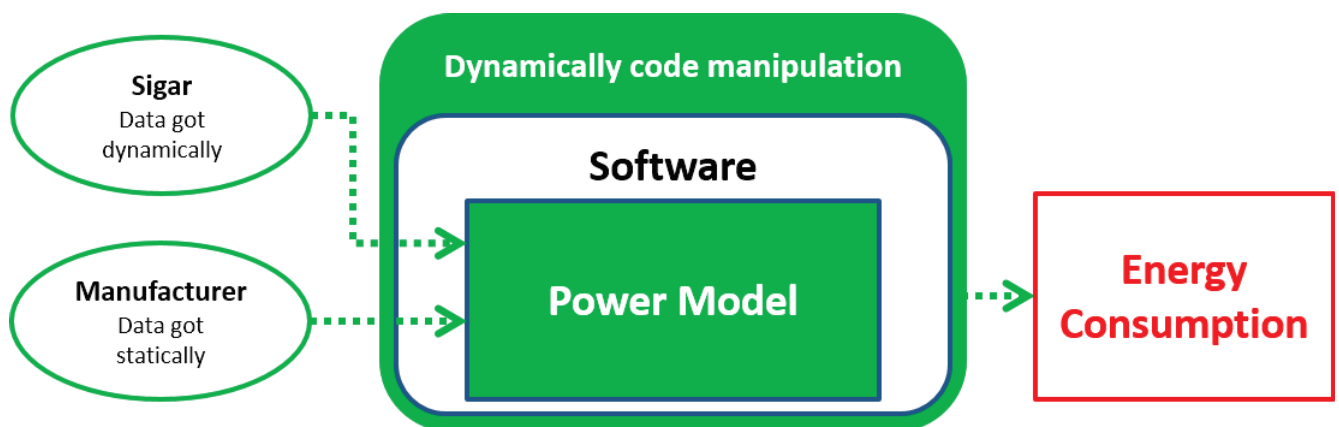 Sigar
Data got
dynamically
Manufacturer
Data got
statically
Dynamically code manipulation
Software
Power Model
Energy
Consumption